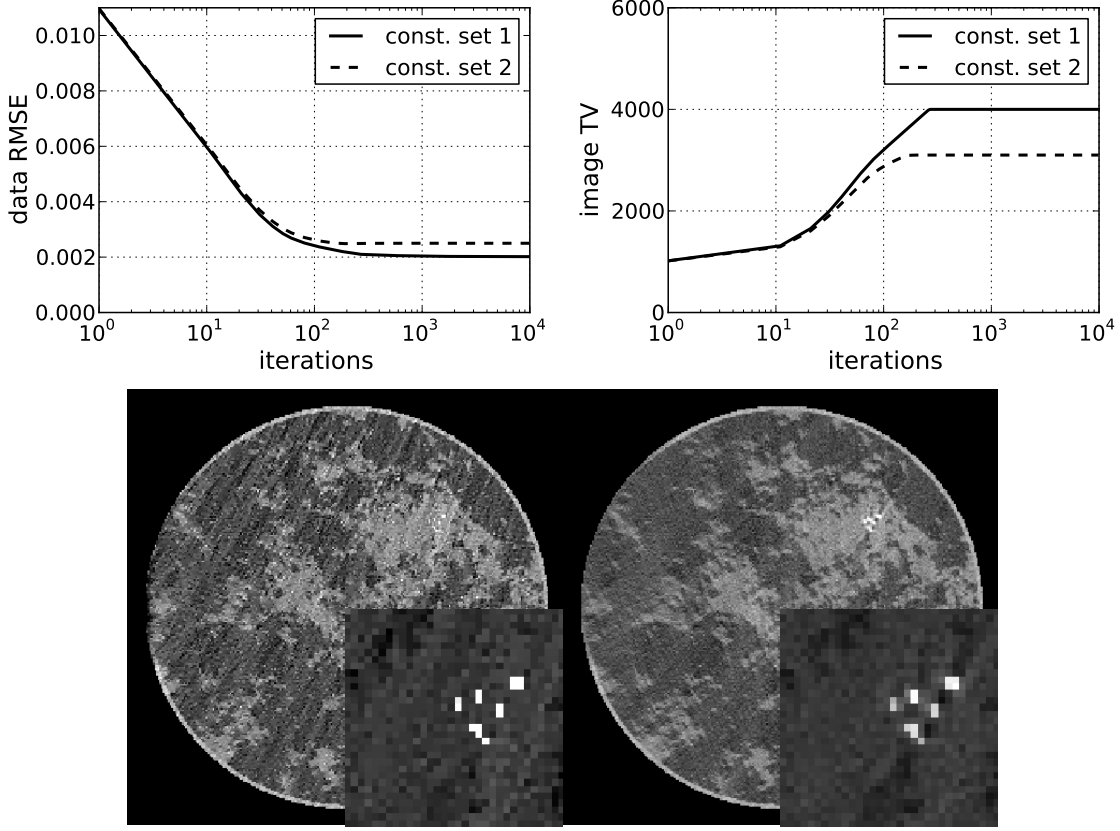 0.010
0.008
0.006
0.004
0.002
0.000
data RMSE
const. set 1
const. set 2
10^0
10^1
10^2
10^3
10^4
iterations
6000
4000
2000
0
image TV
const. set 1
const. set 2
10^0
10^1
10^2
10^3
10^4
iterations